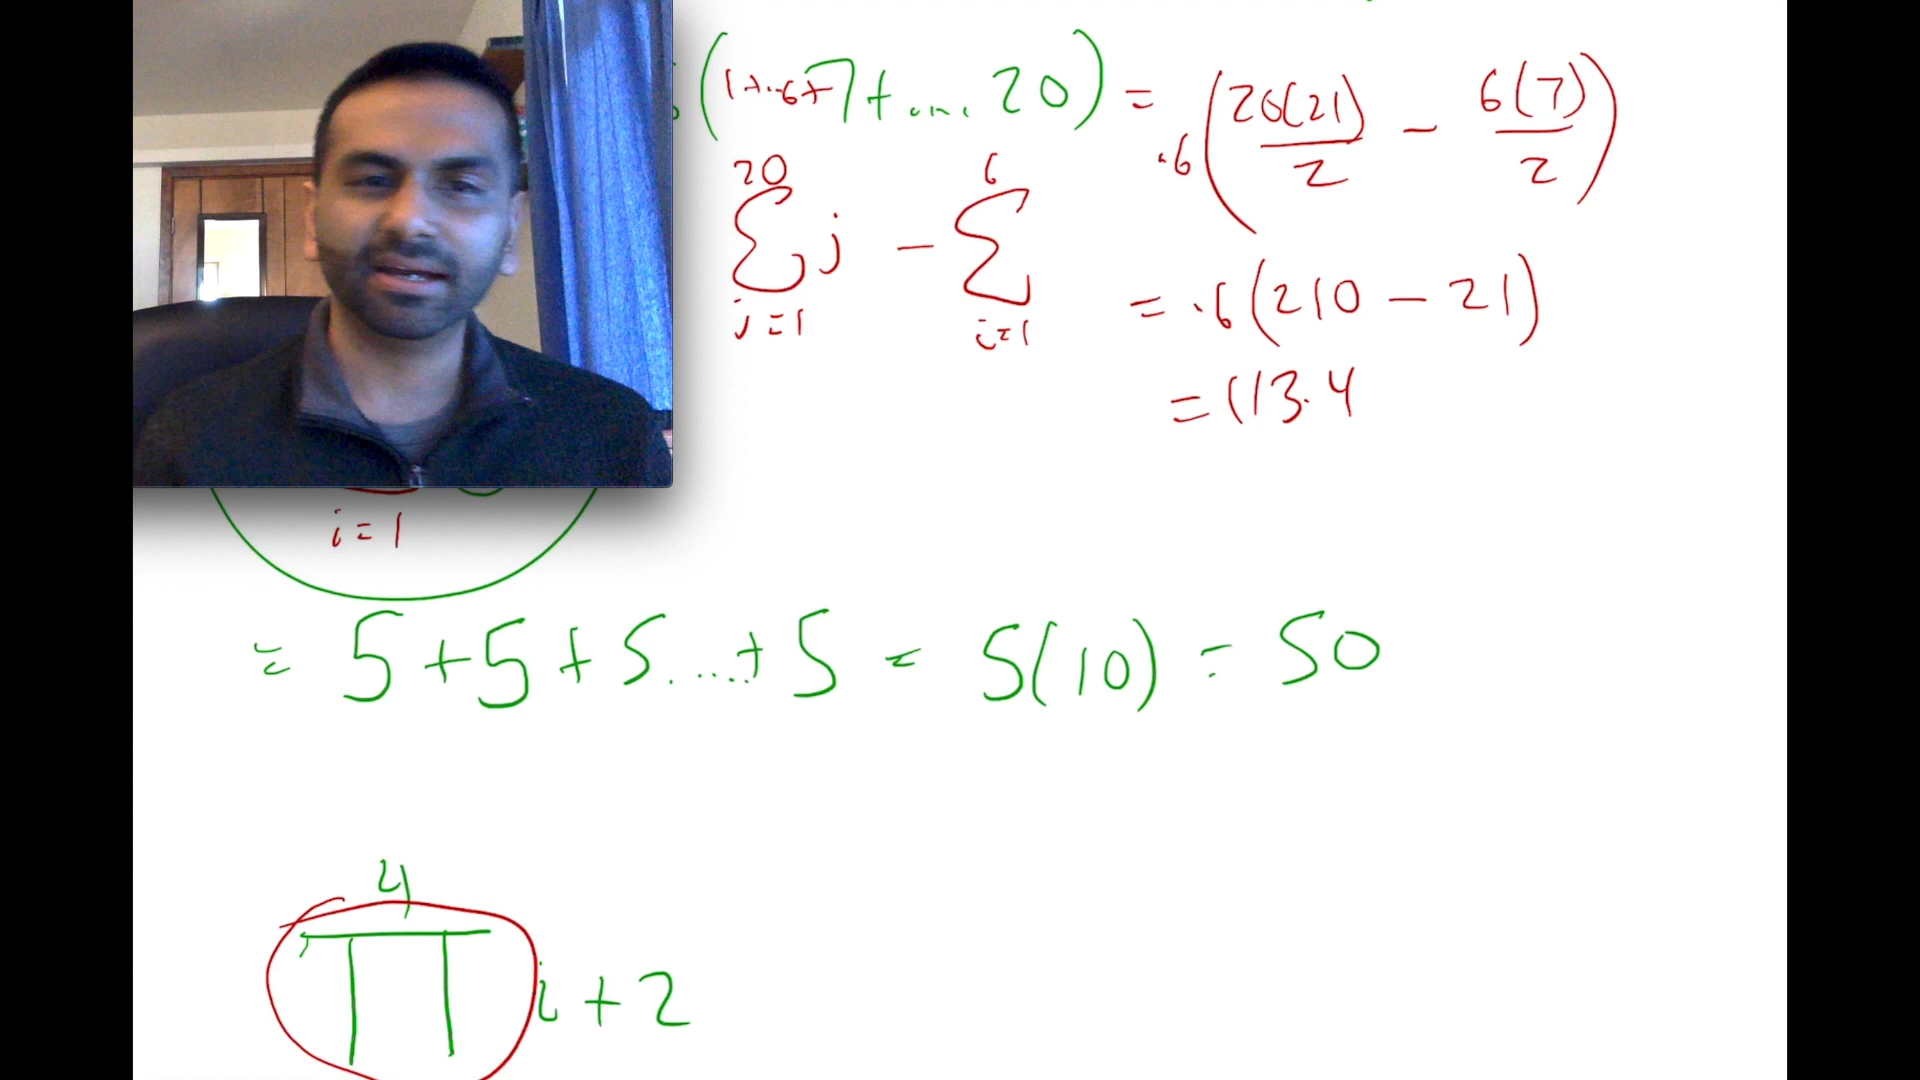 (1+..6+7+.... 20) = .6(20(21)/2 - 6(7)/2)
20 6
∑ j - ∑
j=1 i=1
= .6(210-21)
= 113.4
i=1
= 5+5+5.....+5 = 5(10) = 50
4
∏ i+2